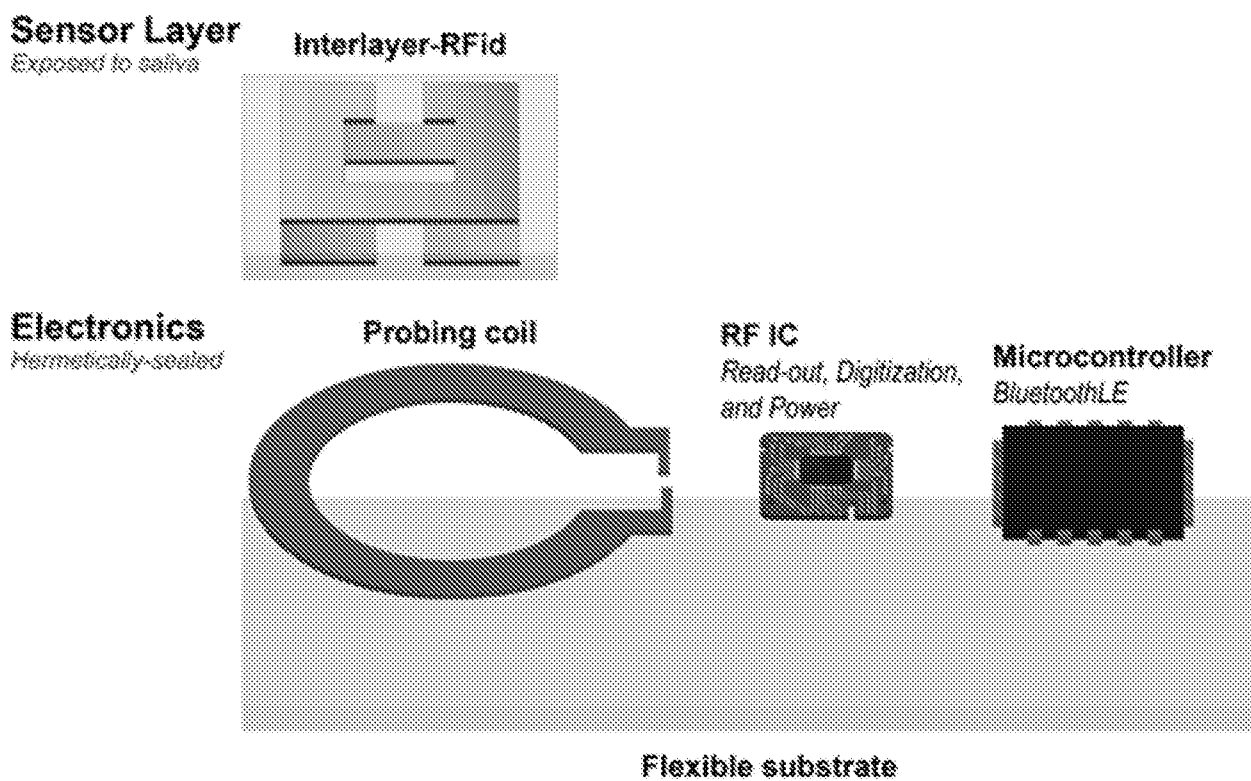 Sensor Layer
Exposed to saliva
Interlayer-RFid
Electronics
Hermetically-sealed
Probing coil
RF IC
Read-out, Digitization,
and Power
Microcontroller
BluetoothLE
Flexible substrate